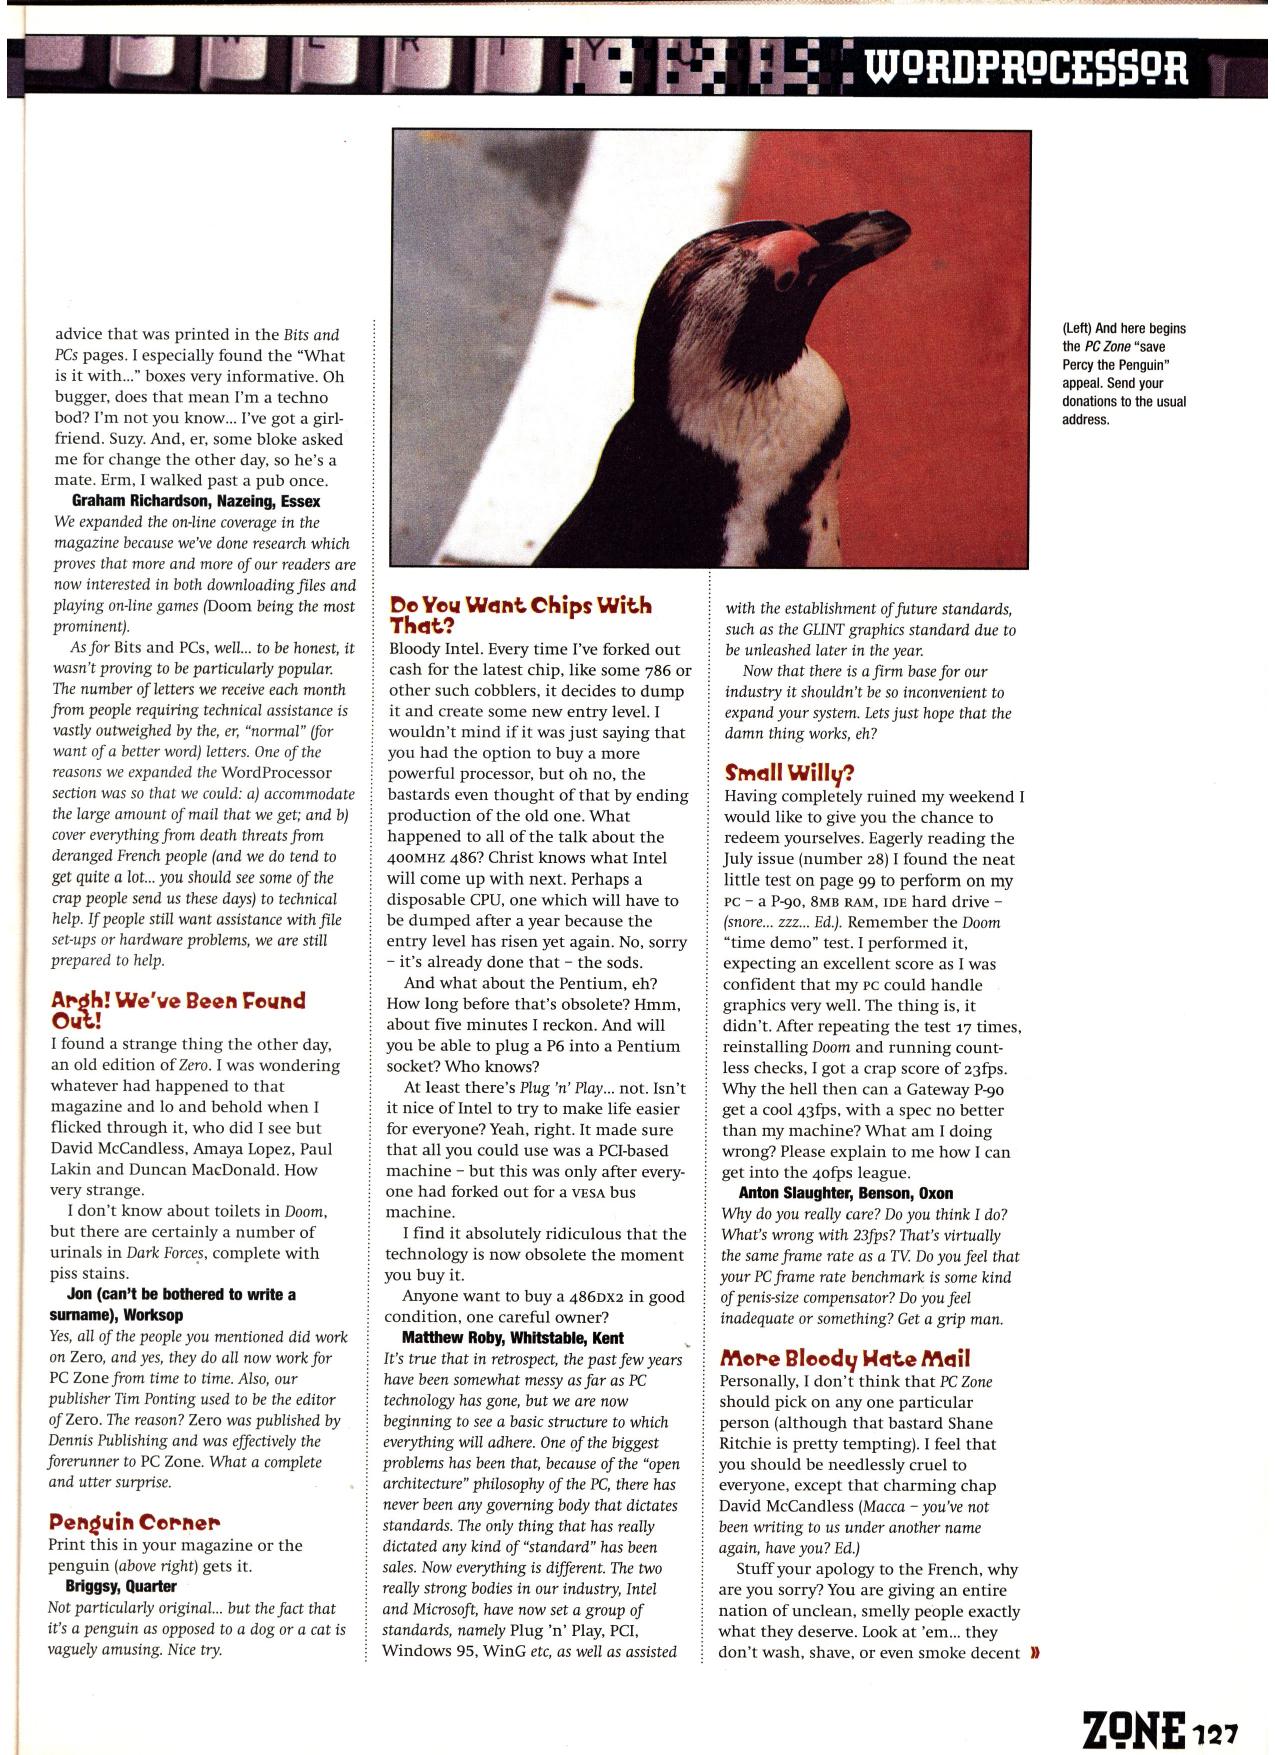 WORDPROCESSOR
advice that was printed in the Bits and
PCs pages. I especially found the “What
is it with...” boxes very informative. Oh
bugger, does that mean I’m a techno
bod? I’m not you know... I’ve got a girl-
friend. Suzy. And, er, some bloke asked
me for change the other day, so he’s a
mate. Erm, I walked past a pub once.
Graham Richardson, Nazeing, Essex
We expanded the on-line coverage in the
magazine because we’ve done research which
proves that more and more of our readers are
now interested in both downloading files and
playing on-line games (Doom being the most
prominent).
As for Bits and PCs, well... to be honest, it
wasn’t proving to be particularly popular.
The number of letters we receive each month
from people requiring technical assistance is
vastly outweighed by the, er, “normal” (for
want of a better word) letters. One of the
reasons we expanded the WordProcessor
section was so that we could: a) accommodate
the large amount of mail that we get; and b)
cover everything from death threats from
deranged French people (and we do tend to
get quite a lot... you should see some of the
crap people send us these days) to technical
help. If people still want assistance with file
set-ups or hardware problems, we are still
prepared to help.
Argh! We’ve Been Found
Out!
I found a strange thing the other day,
an old edition of Zero. I was wondering
whatever had happened to that
magazine and lo and behold when I
flicked through it, who did I see but
David McCandless, Amaya Lopez, Paul
Lakin and Duncan MacDonald. How
very strange.
I don’t know about toilets in Doom,
but there are certainly a number of
urinals in Dark Forces, complete with
piss stains.
Jon (can’t be bothered to write a
surname), Worksop
Yes, all of the people you mentioned did work
on Zero, and yes, they do all now work for
PC Zone from time to time. Also, our
publisher Tim Ponting used to be the editor
of Zero. The reason? Zero was published by
Dennis Publishing and was effectively the
forerunner to PC Zone. What a complete
and utter surprise.
Penguin Corner
Print this in your magazine or the
penguin (above right) gets it.
Briggsy, Quarter
Not particularly original... but the fact that
it’s a penguin as opposed to a dog or a cat is
vaguely amusing. Nice try.
Do You Want Chips With
That?
Bloody Intel. Every time I’ve forked out
cash for the latest chip, like some 786 or
other such cobblers, it decides to dump
it and create some new entry level. I
wouldn’t mind if it was just saying that
you had the option to buy a more
powerful processor, but oh no, the
bastards even thought of that by ending
production of the old one. What
happened to all of the talk about the
400MHZ 486? Christ knows what Intel
will come up with next. Perhaps a
disposable CPU, one which will have to
be dumped after a year because the
entry level has risen yet again. No, sorry
– it’s already done that – the sods.
And what about the Pentium, eh?
How long before that’s obsolete? Hmm,
about five minutes I reckon. And will
you be able to plug a P6 into a Pentium
socket? Who knows?
At least there’s Plug ’n’ Play... not. Isn’t
it nice of Intel to try to make life easier
for everyone? Yeah, right. It made sure
that all you could use was a PCI-based
machine – but this was only after every-
one had forked out for a VESA bus
machine.
I find it absolutely ridiculous that the
technology is now obsolete the moment
you buy it.
Anyone want to buy a 486DX2 in good
condition, one careful owner?
Matthew Roby, Whitstable, Kent
It’s true that in retrospect, the past few years
have been somewhat messy as far as PC
technology has gone, but we are now
beginning to see a basic structure to which
everything will adhere. One of the biggest
problems has been that, because of the “open
architecture” philosophy of the PC, there has
never been any governing body that dictates
standards. The only thing that has really
dictated any kind of “standard” has been
sales. Now everything is different. The two
really strong bodies in our industry, Intel
and Microsoft, have now set a group of
standards, namely Plug ’n’ Play, PCI,
Windows 95, WinG etc, as well as assisted
with the establishment of future standards,
such as the GLINT graphics standard due to
be unleashed later in the year.
Now that there is a firm base for our
industry it shouldn’t be so inconvenient to
expand your system. Lets just hope that the
damn thing works, eh?
Small Willy?
Having completely ruined my weekend I
would like to give you the chance to
redeem yourselves. Eagerly reading the
July issue (number 28) I found the neat
little test on page 99 to perform on my
PC – a P-90, 8MB RAM, IDE hard drive –
(snore... zzz... Ed.). Remember the Doom
“time demo” test. I performed it,
expecting an excellent score as I was
confident that my PC could handle
graphics very well. The thing is, it
didn’t. After repeating the test 17 times,
reinstalling Doom and running count-
less checks, I got a crap score of 23fps.
Why the hell then can a Gateway P-90
get a cool 43fps, with a spec no better
than my machine? What am I doing
wrong? Please explain to me how I can
get into the 40fps league.
Anton Slaughter, Benson, Oxon
Why do you really care? Do you think I do?
What’s wrong with 23fps? That’s virtually
the same frame rate as a TV. Do you feel that
your PC frame rate benchmark is some kind
of penis-size compensator? Do you feel
inadequate or something? Get a grip man.
More Bloody Hate Mail
Personally, I don’t think that PC Zone
should pick on any one particular
person (although that bastard Shane
Ritchie is pretty tempting). I feel that
you should be needlessly cruel to
everyone, except that charming chap
David McCandless (Macca – you’ve not
been writing to us under another name
again, have you? Ed.)
Stuff your apology to the French, why
are you sorry? You are giving an entire
nation of unclean, smelly people exactly
what they deserve. Look at ’em... they
don’t wash, shave, or even smoke decent »
(Left) And here begins
the PC Zone “save
Percy the Penguin”
appeal. Send your
donations to the usual
address.
ZONE 127